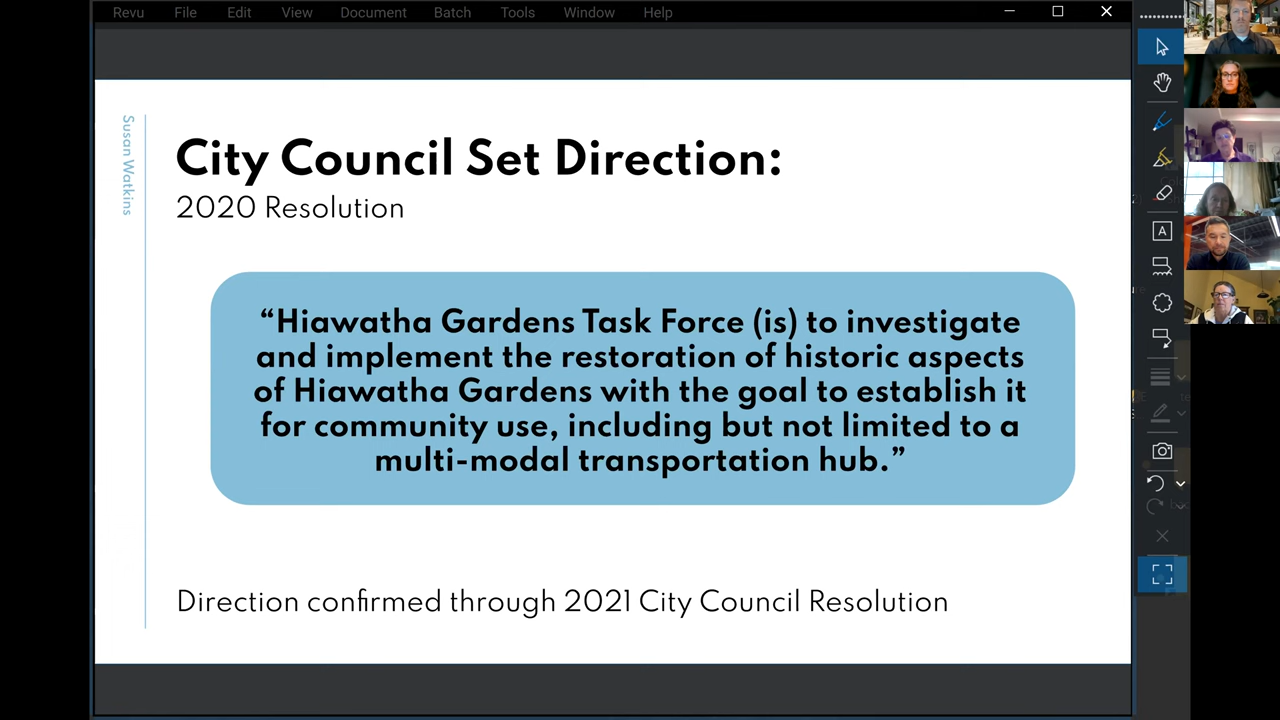 Revu File Edit View Document Batch Tools Window Help
Susan Watkins
City Council Set Direction:
2020 Resolution
“Hiawatha Gardens Task Force (is) to investigate
and implement the restoration of historic aspects
of Hiawatha Gardens with the goal to establish it
for community use, including but not limited to a
multi-modal transportation hub.”
Direction confirmed through 2021 City Council Resolution
A